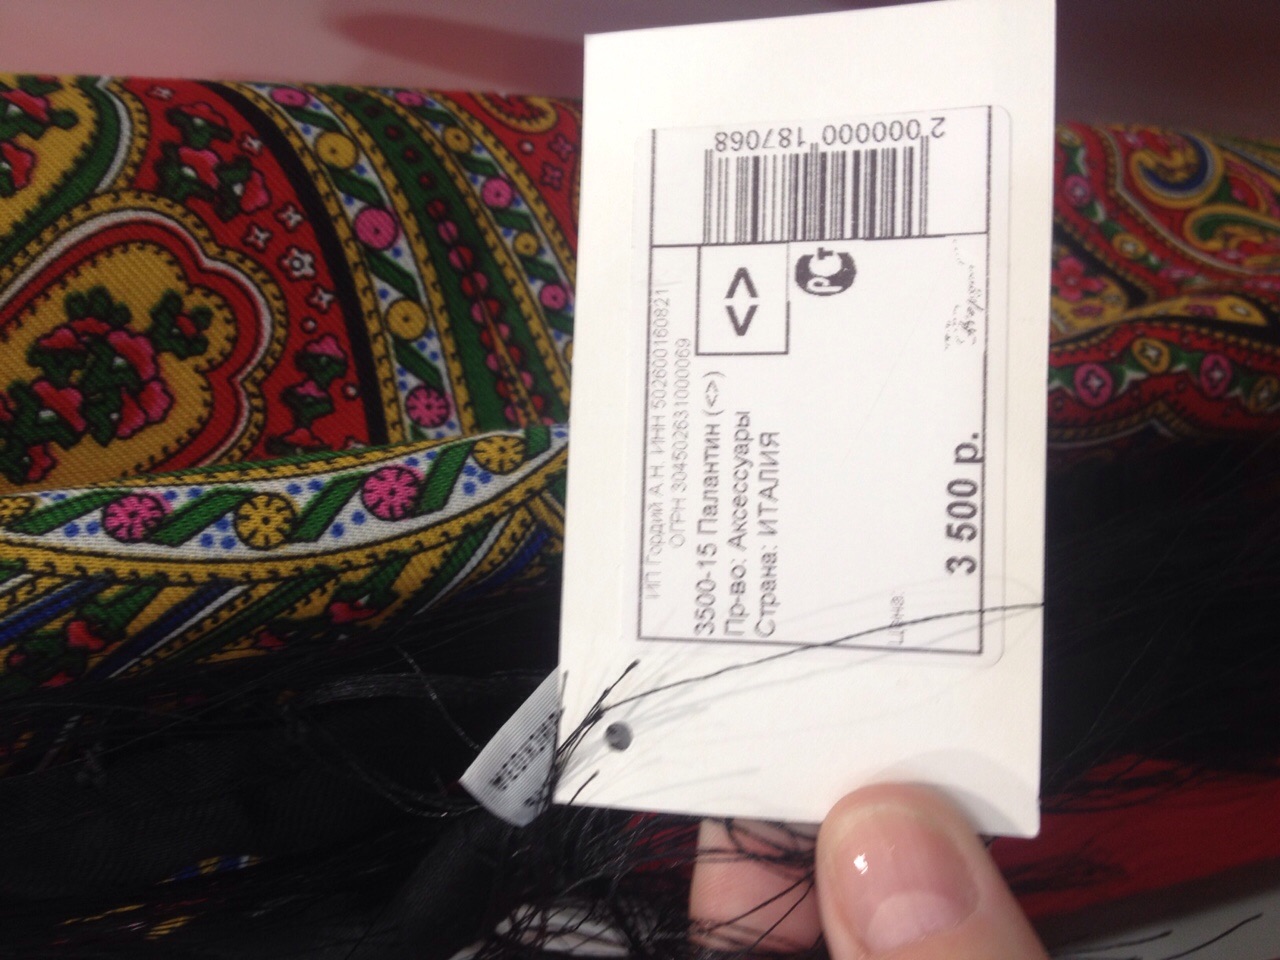 ИП Гордий А.Н. ИНН 502600160821
ОГРН 304502631000069
3500-15 Палантин (<>)
Пр-во: Аксессуары
Страна: ИТАЛИЯ
<>
РСТ
Цена:
3 500 р.
2 000000 187068